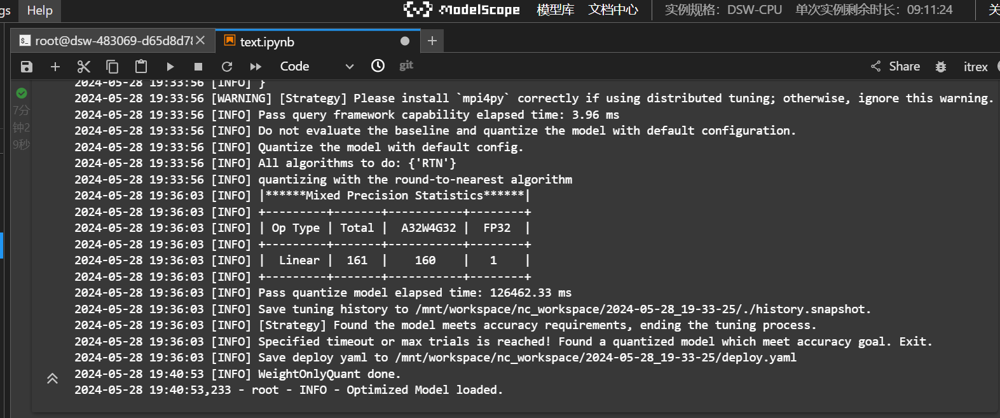 gs Help ModelScope 模型库 文档中心 实例规格: DSW-CPU 单次实例剩余时长: 09:11:24 关
root@dsw-483069-d65d8d78 text.ipynb
Code git Share itrex
2024-05-28 19:33:56 [INFO] }
2024-05-28 19:33:56 [WARNING] [Strategy] Please install `mpi4py` correctly if using distributed tuning; otherwise, ignore this warning.
7分
2024-05-28 19:33:56 [INFO] Pass query framework capability elapsed time: 3.96 ms
钟2
2024-05-28 19:33:56 [INFO] Do not evaluate the baseline and quantize the model with default configuration.
9秒
2024-05-28 19:33:56 [INFO] Quantize the model with default config.
2024-05-28 19:33:56 [INFO] All algorithms to do: {'RTN'}
2024-05-28 19:33:56 [INFO] quantizing with the round-to-nearest algorithm
2024-05-28 19:36:03 [INFO] |******Mixed Precision Statistics******|
2024-05-28 19:36:03 [INFO] +---------+-------+-----------+--------+
2024-05-28 19:36:03 [INFO] | Op Type | Total |  A32W4G32 |  FP32  |
2024-05-28 19:36:03 [INFO] +---------+-------+-----------+--------+
2024-05-28 19:36:03 [INFO] |  Linear |  161  |    160    |   1    |
2024-05-28 19:36:03 [INFO] +---------+-------+-----------+--------+
2024-05-28 19:36:03 [INFO] Pass quantize model elapsed time: 126462.33 ms
2024-05-28 19:36:03 [INFO] Save tuning history to /mnt/workspace/nc_workspace/2024-05-28_19-33-25/./history.snapshot.
2024-05-28 19:36:03 [INFO] [Strategy] Found the model meets accuracy requirements, ending the tuning process.
2024-05-28 19:36:03 [INFO] Specified timeout or max trials is reached! Found a quantized model which meet accuracy goal. Exit.
2024-05-28 19:36:03 [INFO] Save deploy yaml to /mnt/workspace/nc_workspace/2024-05-28_19-33-25/deploy.yaml
2024-05-28 19:40:53 [INFO] WeightOnlyQuant done.
2024-05-28 19:40:53,233 - root - INFO - Optimized Model loaded.